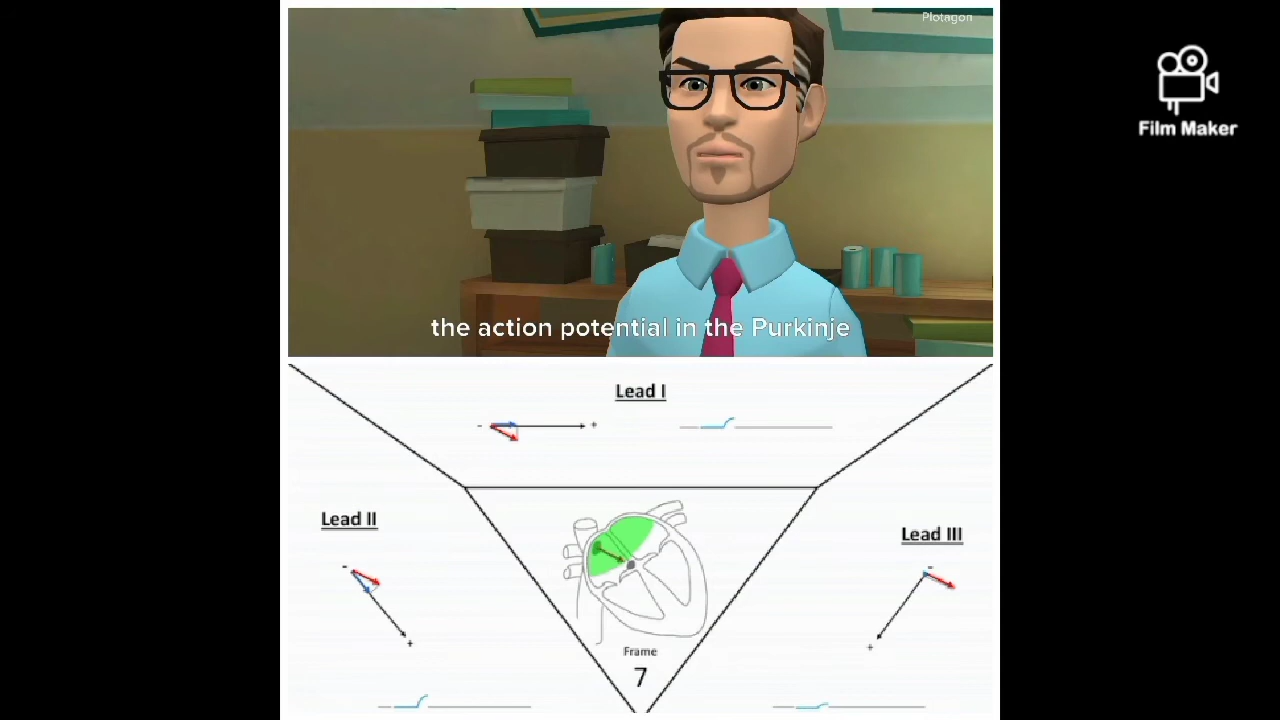 Plotagon
Film Maker
the action potential in the Purkinje
Lead I
- +
Lead II
- +
Lead III
- +
Frame
7